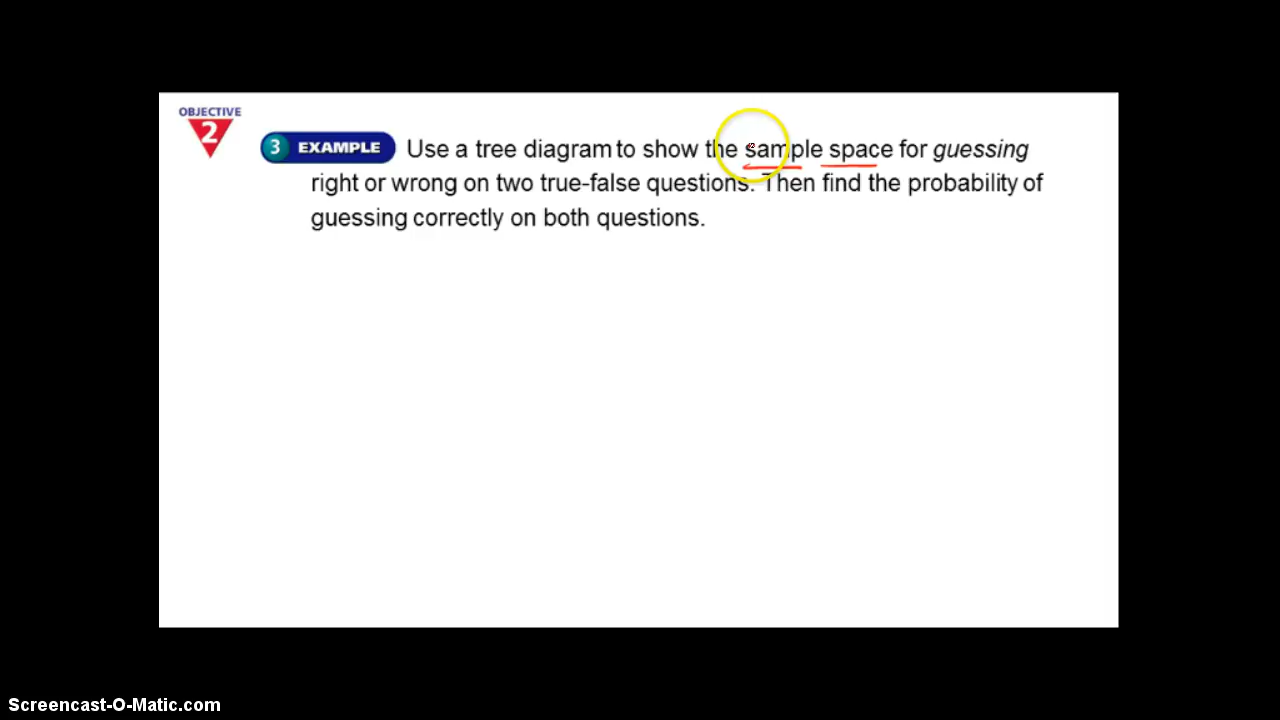 OBJECTIVE
2
3 EXAMPLE Use a tree diagram to show the sample space for guessing
right or wrong on two true-false questions. Then find the probability of
guessing correctly on both questions.
Screencast-O-Matic.com